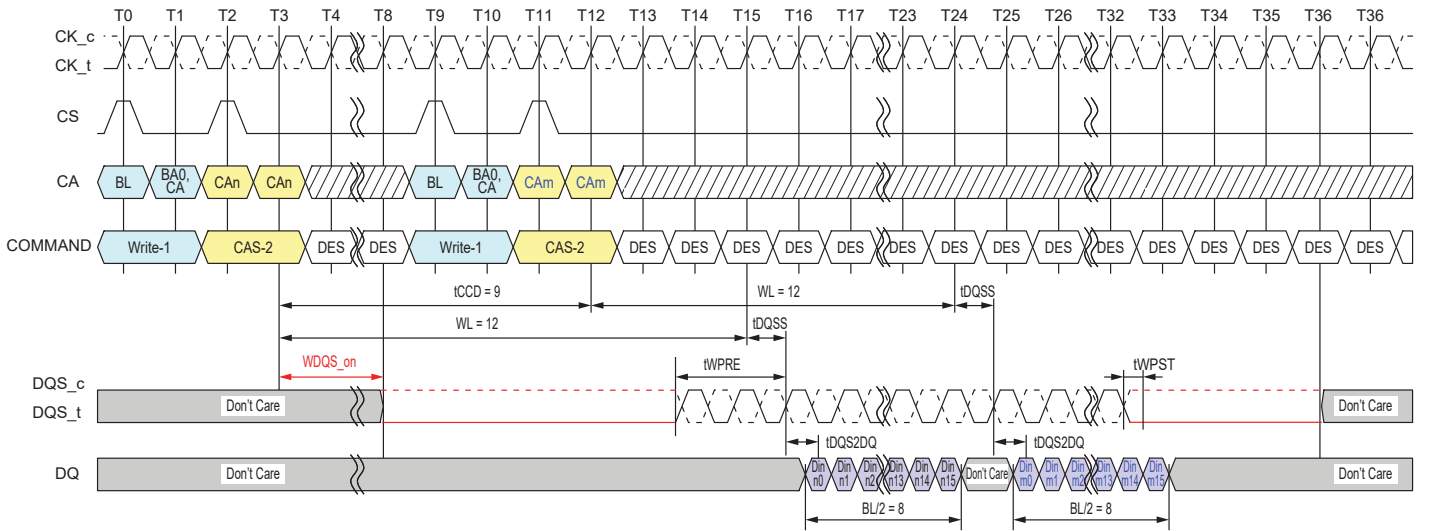 T0 T1 T2 T3 T4 T8 T9 T10 T11 T12 T13 T14 T15 T16 T17 T23 T24 T25 T26 T32 T33 T34 T35 T36 T36
CK_c
CK_t
CS
CA BL BA0, CA CAn CAn BL BA0, CA CAm CAm
COMMAND Write-1 CAS-2 DES DES Write-1 CAS-2 DES DES DES DES DES DES DES DES DES DES DES DES DES DES DES
tCCD = 9 WL = 12 tDQSS
WL = 12 tDQSS
WDQS_on tWPRE tWPST
DQS_c
DQS_t Don't Care Don't Care
tDQS2DQ tDQS2DQ
DQ Don't Care Din n0 Din n1 Din n2 Din n13 Din n14 Din n15 Don't Care Din m0 Din m1 Din m2 Din m13 Din m14 Din m15 Don't Care
BL/2 = 8 BL/2 = 8